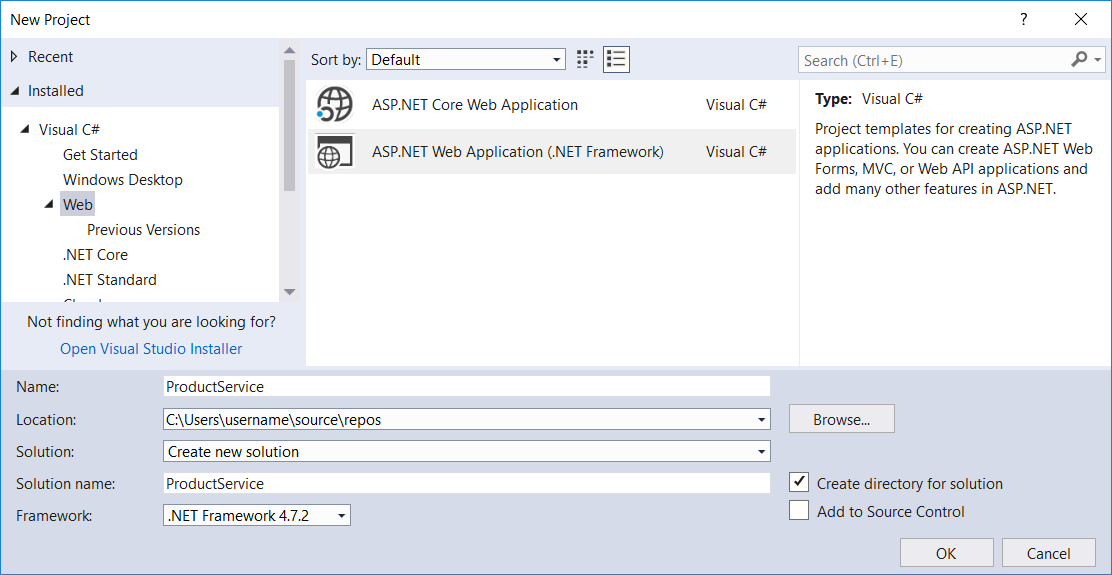 New Project
?
Recent
Installed
Visual C#
Get Started
Windows Desktop
Web
Previous Versions
.NET Core
.NET Standard
Not finding what you are looking for?
Open Visual Studio Installer
Sort by: Default
ASP.NET Core Web Application Visual C#
ASP.NET Web Application (.NET Framework) Visual C#
Search (Ctrl+E)
Type: Visual C#
Project templates for creating ASP.NET
applications. You can create ASP.NET Web
Forms, MVC, or Web API applications and
add many other features in ASP.NET.
Name: ProductService
Location: C:\Users\username\source\repos Browse...
Solution: Create new solution
Solution name: ProductService
Create directory for solution
Framework: .NET Framework 4.7.2
Add to Source Control
OK Cancel